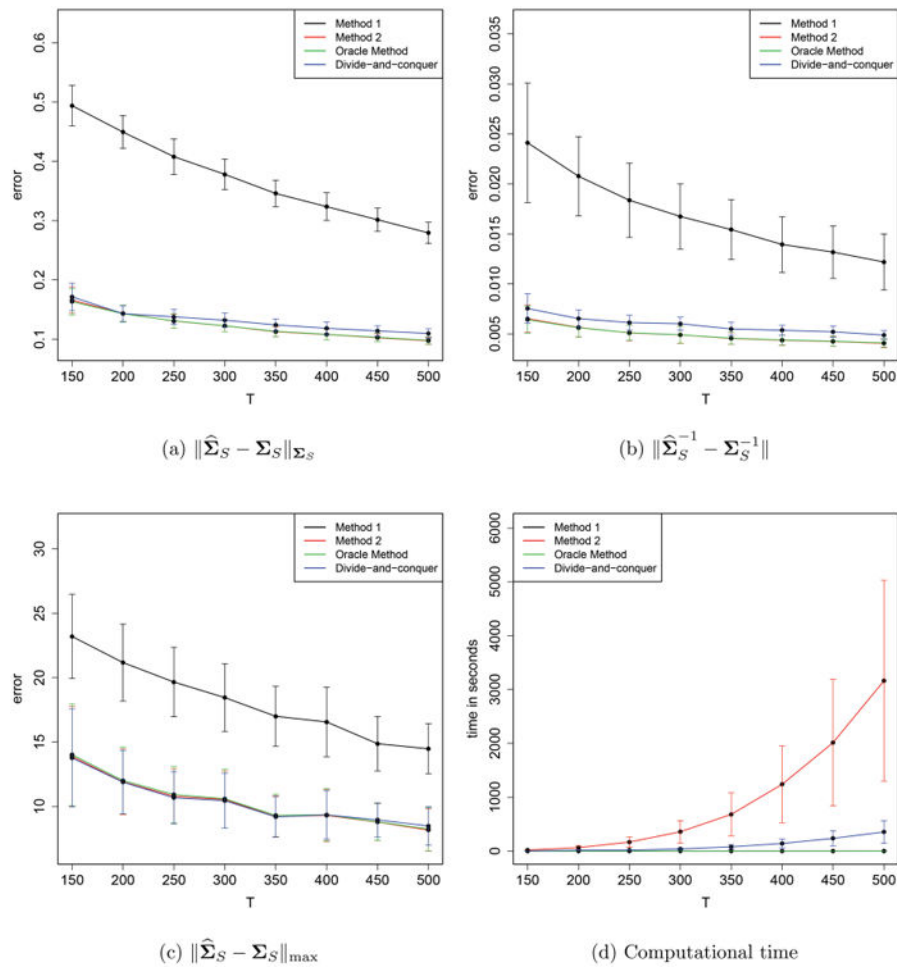 Method 1
Method 2
Oracle Method
Divide−and−conquer
error
0.6
0.5
0.4
0.3
0.2
0.1
150 200 250 300 350 400 450 500
T
(a) ‖Σ̂_S − Σ_S‖_Σ_S
Method 1
Method 2
Oracle Method
Divide−and−conquer
error
0.035
0.030
0.025
0.020
0.015
0.010
0.005
150 200 250 300 350 400 450 500
T
(b) ‖Σ̂_S^{-1} − Σ_S^{-1}‖
Method 1
Method 2
Oracle Method
Divide−and−conquer
error
30
25
20
15
10
150 200 250 300 350 400 450 500
T
(c) ‖Σ̂_S − Σ_S‖_max
Method 1
Method 2
Oracle Method
Divide−and−conquer
time in seconds
6000
5000
4000
3000
2000
1000
0
150 200 250 300 350 400 450 500
T
(d) Computational time